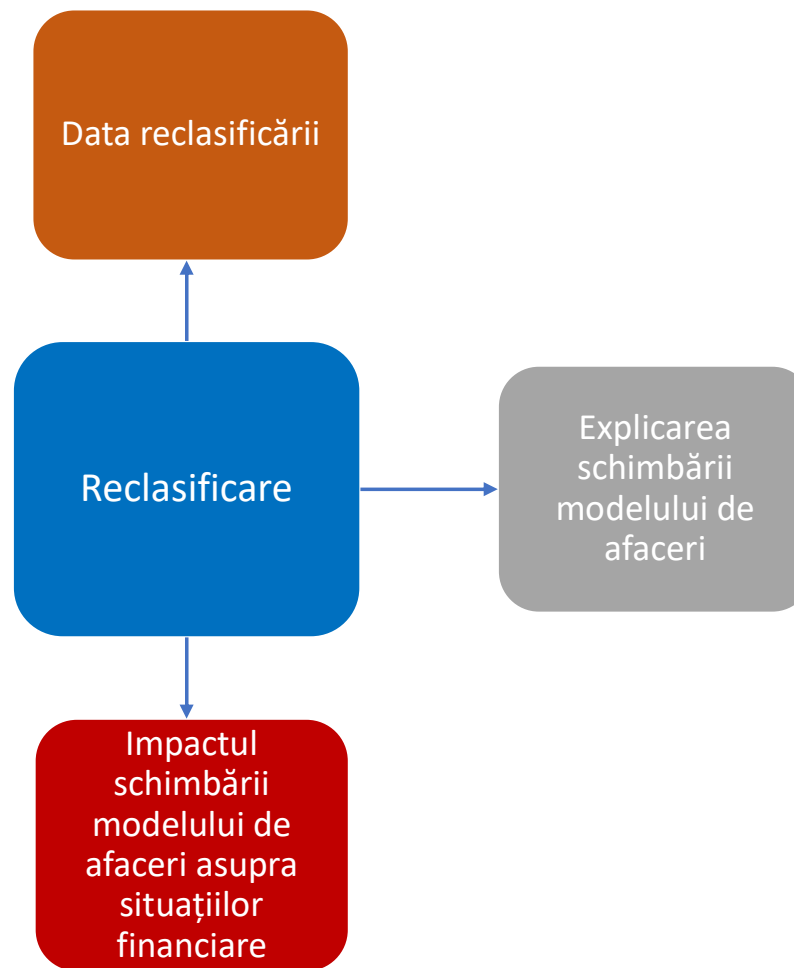 Data reclasificării
Reclasificare
Explicarea
schimbării
modelului de
afaceri
Impactul
schimbării
modelului de
afaceri asupra
situațiilor
financiare